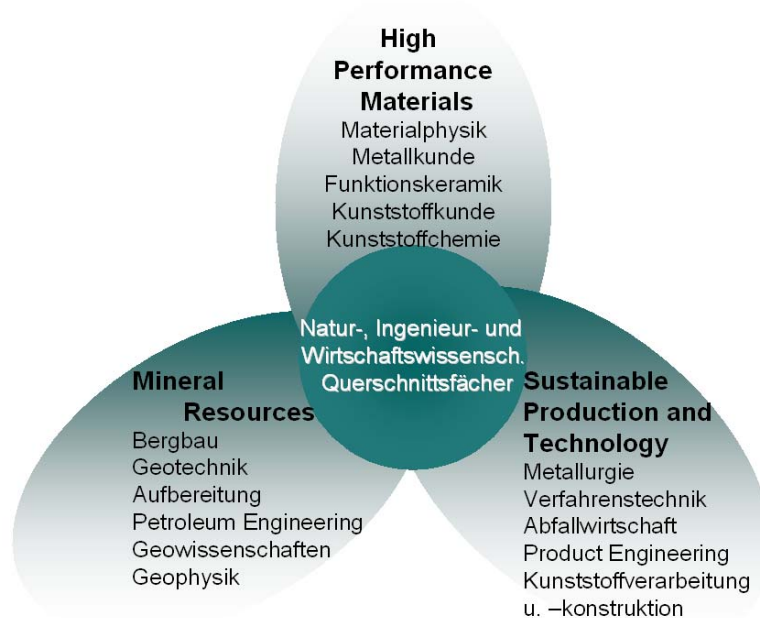 High
Performance
Materials
Materialphysik
Metallkunde
Funktionskeramik
Kunststoffkunde
Kunststoffchemie
Natur-, Ingenieur- und
Wirtschaftswissensch.
Querschnittsfächer
Mineral
Resources
Bergbau
Geotechnik
Aufbereitung
Petroleum Engineering
Geowissenschaften
Geophysik
Sustainable
Production and
Technology
Metallurgie
Verfahrenstechnik
Abfallwirtschaft
Product Engineering
Kunststoffverarbeitung
u. –konstruktion